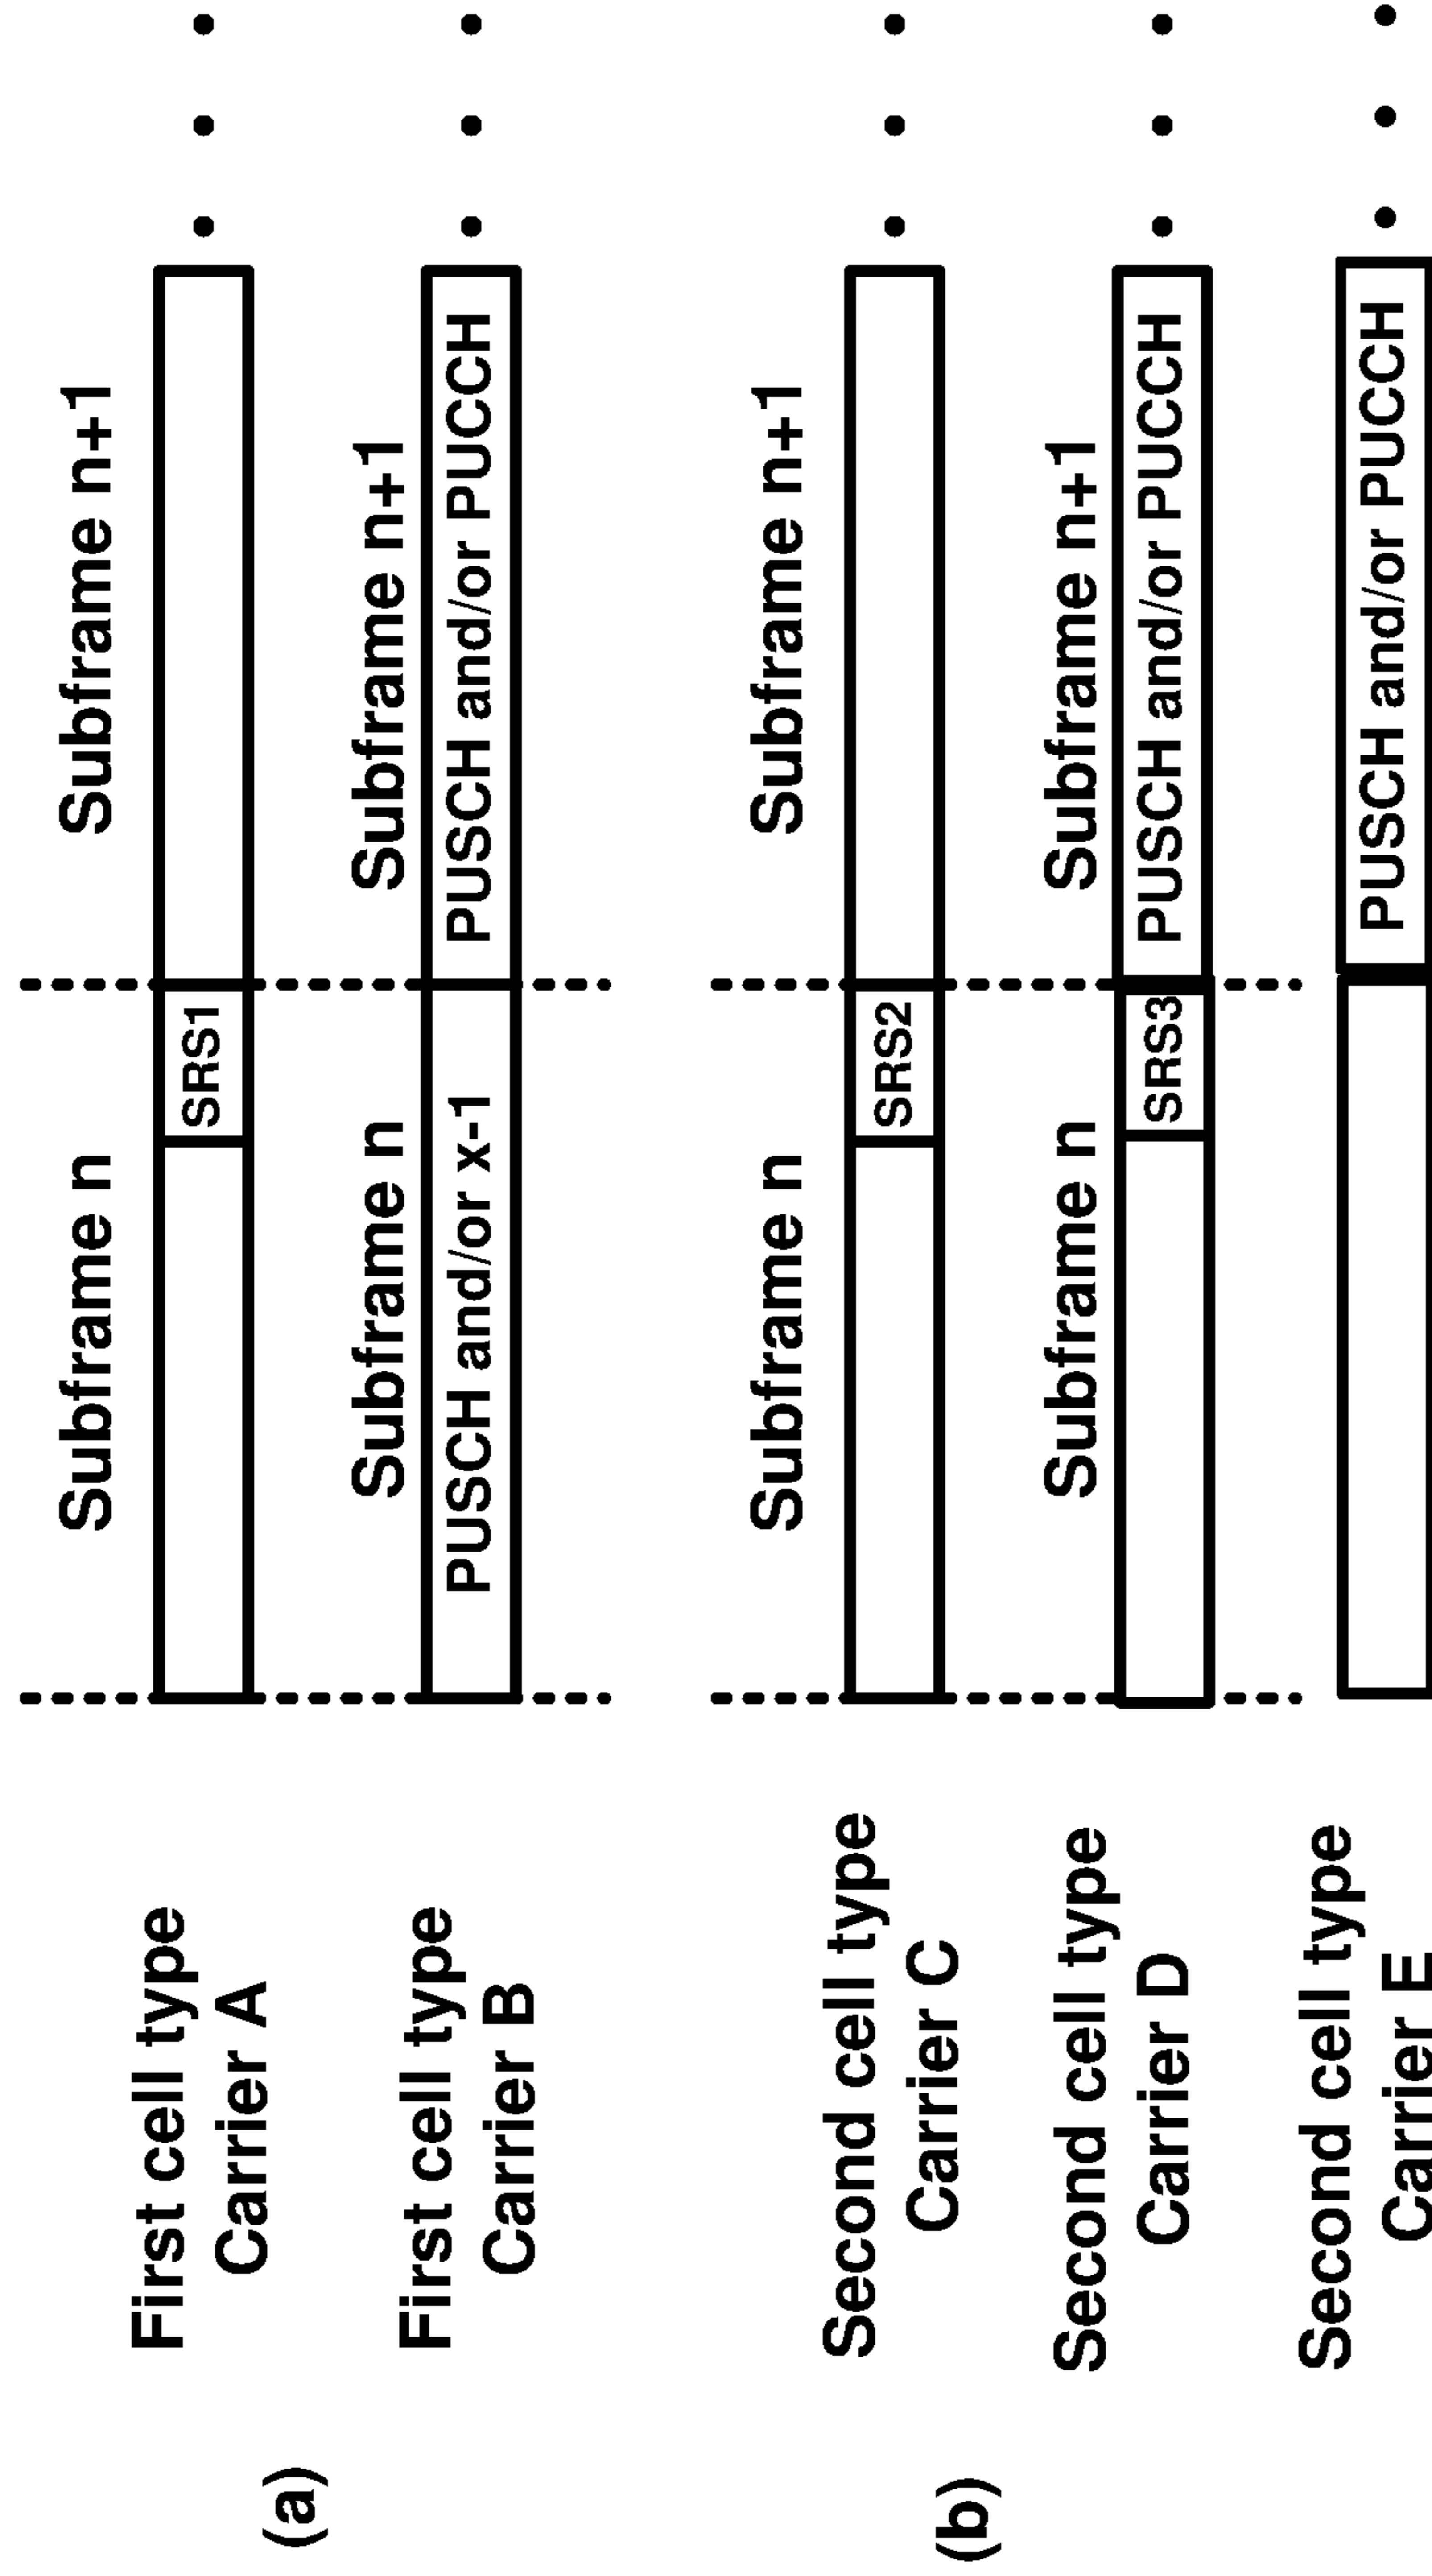 Subframe n
Subframe n+1
First cell type
Carrier A
SRS1
Subframe n
Subframe n+1
First cell type
Carrier B
PUSCH and/or x-1
PUSCH and/or PUCCH
(a)
Subframe n
Subframe n+1
Second cell type
Carrier C
SRS2
Subframe n
Subframe n+1
Second cell type
Carrier D
SRS3
PUSCH and/or PUCCH
(b)
Second cell type
Carrier E
PUSCH and/or PUCCH